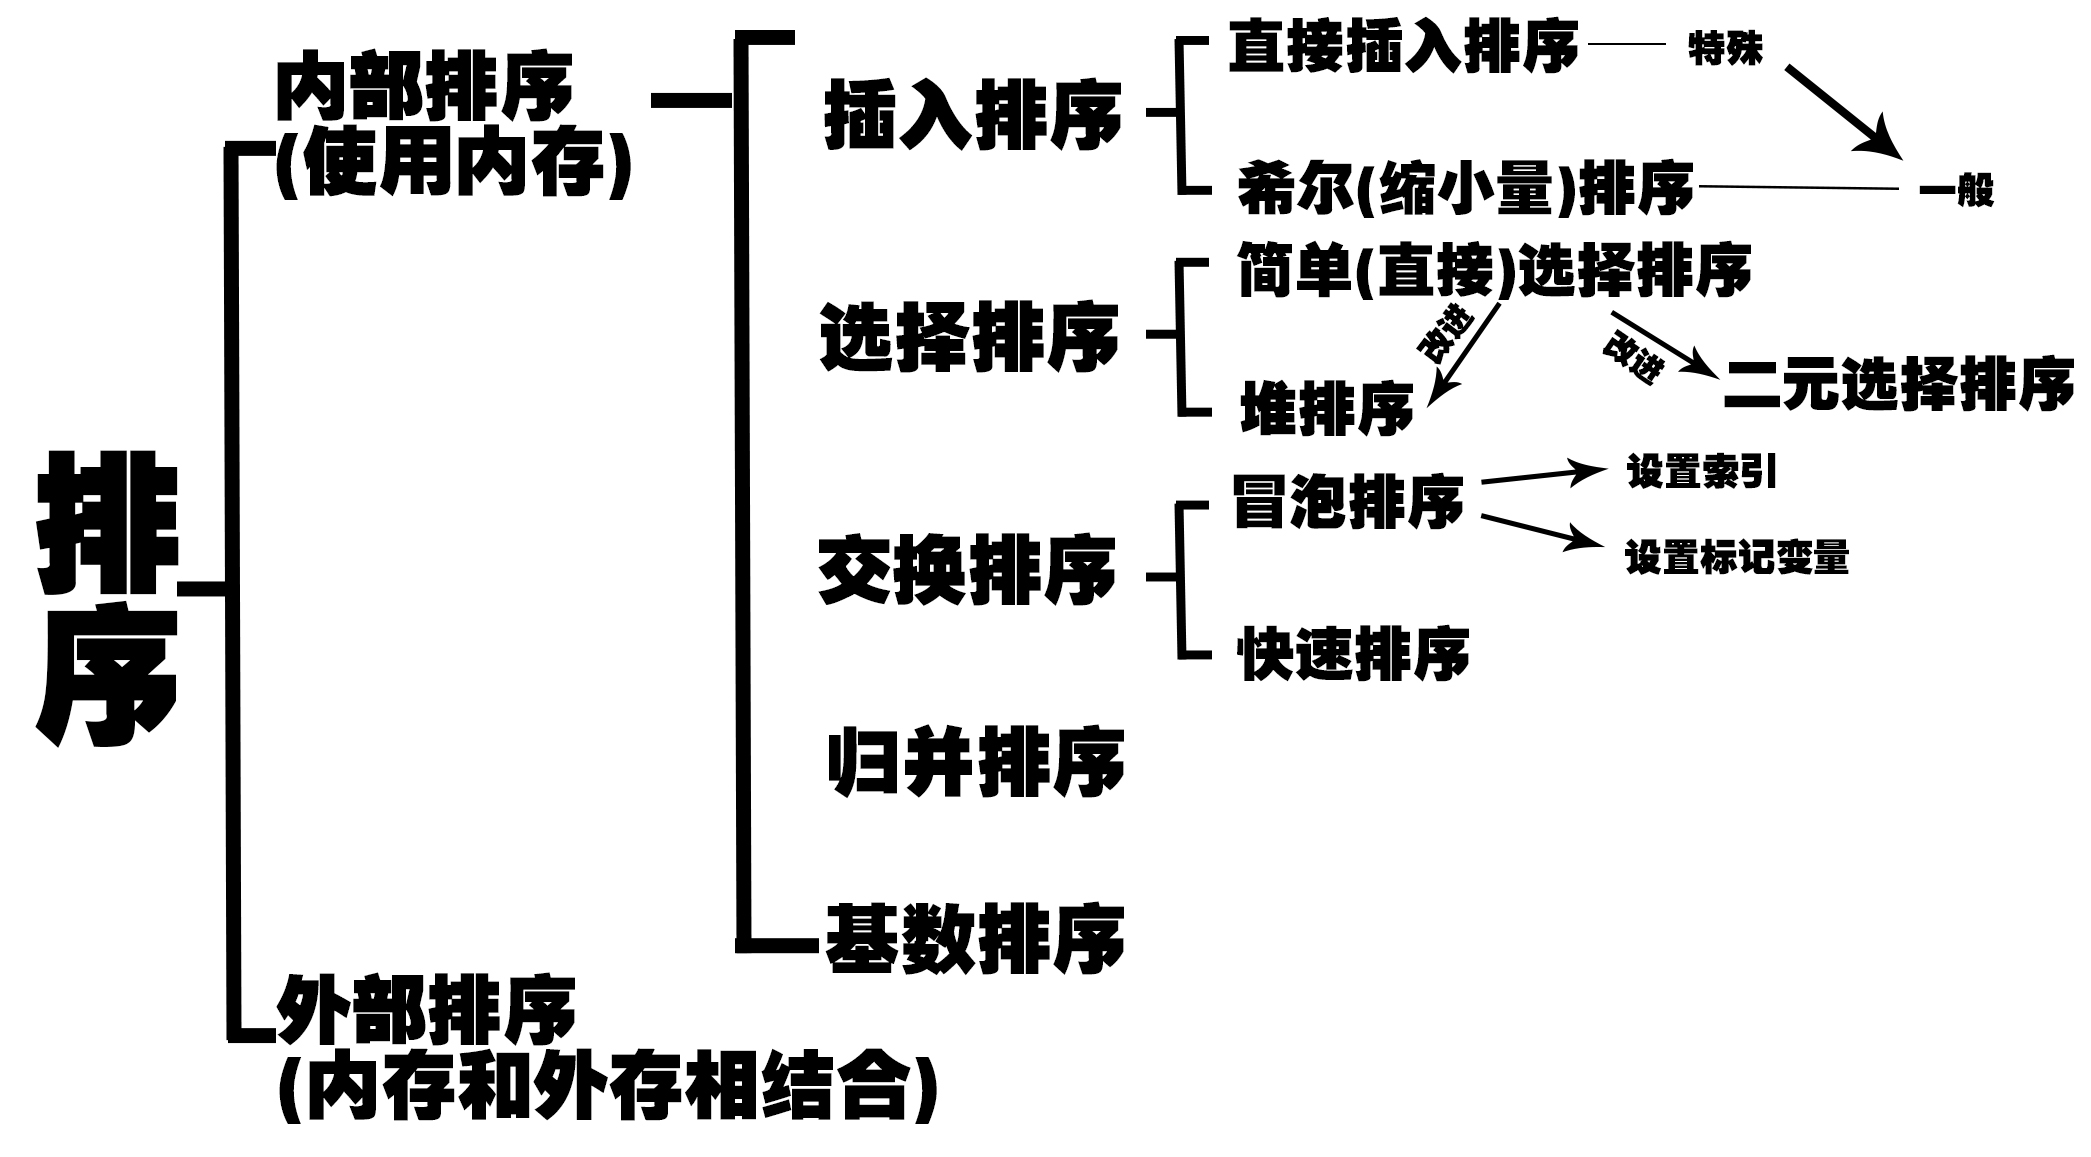 排
序
内部排序
(使用内存)
外部排序
(内存和外存相结合)
插入排序
直接插入排序
特殊
希尔(缩小量)排序
一般
选择排序
简单(直接)选择排序
改进
改进
堆排序
二元选择排序
交换排序
冒泡排序
设置索引
设置标记变量
快速排序
归并排序
基数排序